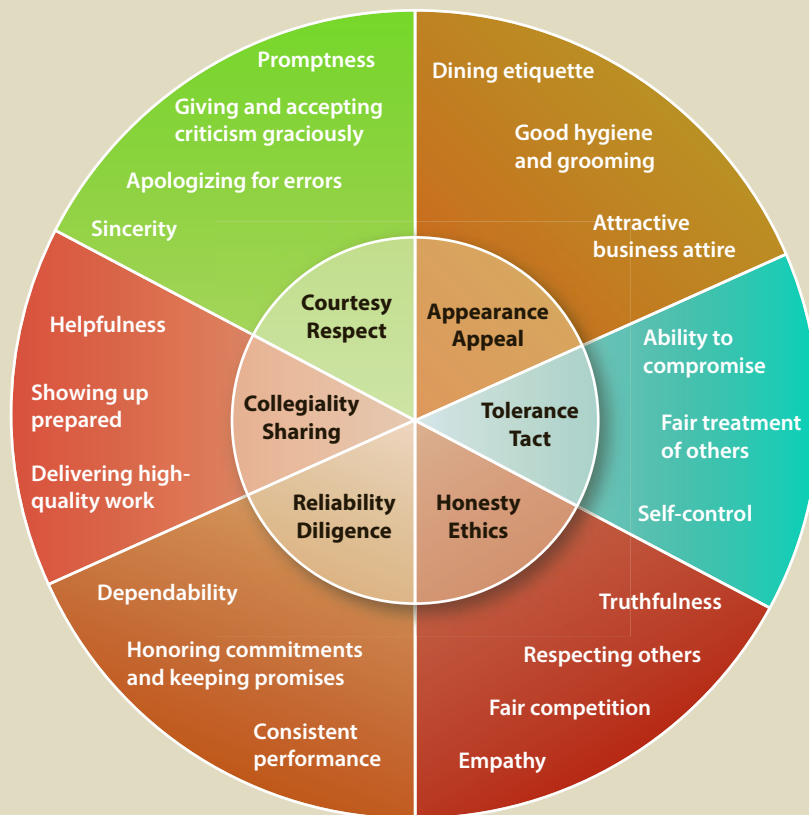 Promptness
Giving and accepting
criticism graciously
Apologizing for errors
Sincerity
Courtesy
Respect
Dining etiquette
Good hygiene
and grooming
Attractive
business attire
Appearance
Appeal
Ability to
compromise
Fair treatment
of others
Self-control
Tolerance
Tact
Truthfulness
Respecting others
Fair competition
Empathy
Honesty
Ethics
Dependability
Honoring commitments
and keeping promises
Consistent
performance
Reliability
Diligence
Helpfulness
Showing up
prepared
Delivering high-
quality work
Collegiality
Sharing